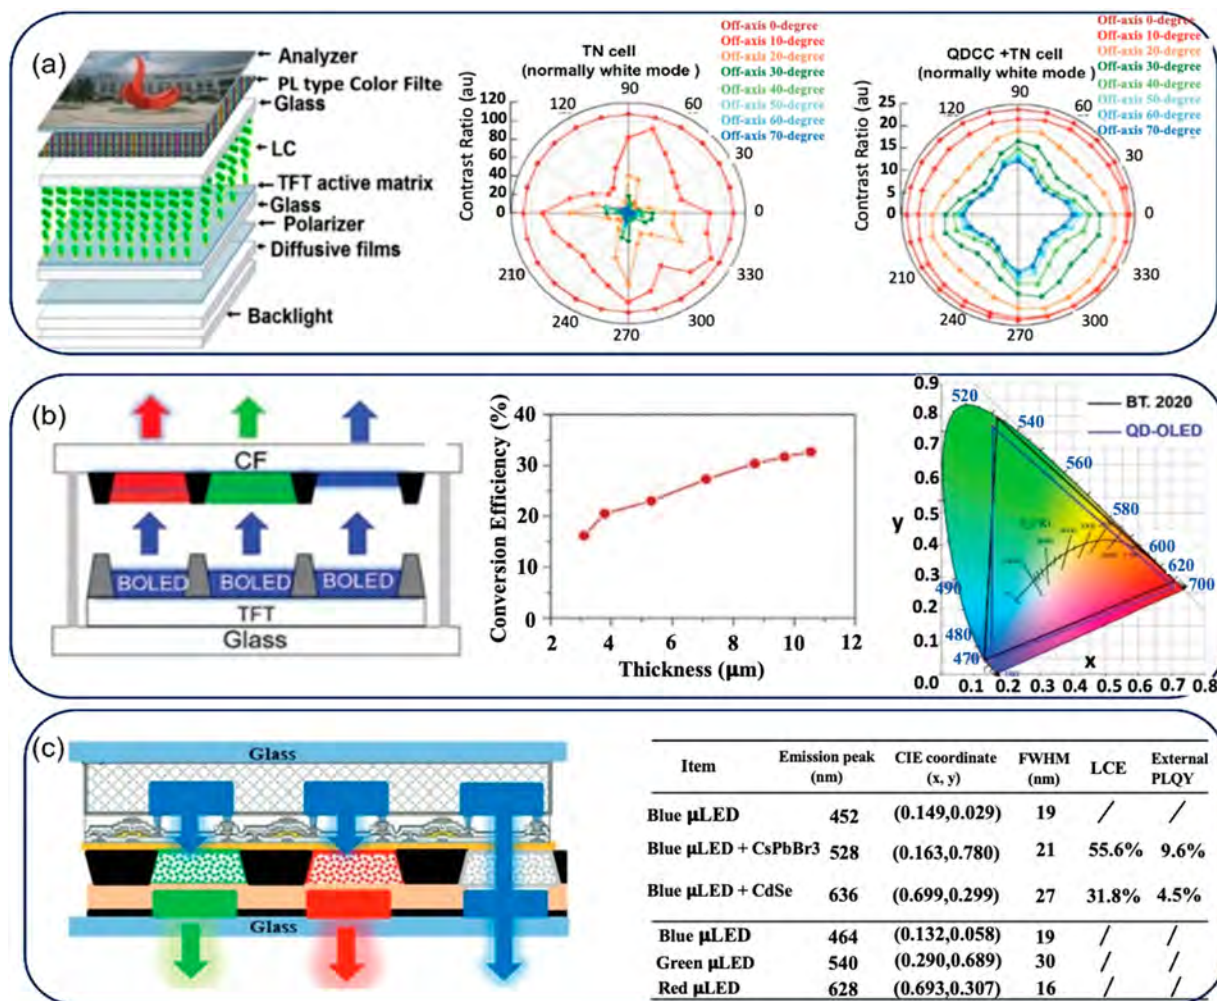 (a)
Analyzer
PL type Color Filte
Glass
LC
TFT active matrix
Glass
Polarizer
Diffusive films
Backlight
TN cell
(normally white mode )
Off-axis 0-degree
Off-axis 10-degree
Off-axis 20-degree
Off-axis 30-degree
Off-axis 40-degree
Off-axis 50-degree
Off-axis 60-degree
Off-axis 70-degree
Contrast Ratio (au)
120
100
80
60
40
20
0
90
120
60
30
0
330
300
270
240
210
QDCC +TN cell
(normally white mode)
Off-axis 0-degree
Off-axis 10-degree
Off-axis 20-degree
Off-axis 30-degree
Off-axis 40-degree
Off-axis 50-degree
Off-axis 60-degree
Off-axis 70-degree
Contrast Ratio (au)
25
20
15
10
5
0
90
120
60
30
0
330
300
270
240
210
(b)
CF
BOLED BOLED BOLED
TFT
Glass
Conversion Efficiency (%)
40
30
20
10
0
2 4 6 8 10 12
Thickness (μm)
0.9
0.8
0.7
0.6
0.5
0.4
0.3
0.2
0.1
0.0
y
520
540
560
580
600
620
700
490
480
470
BT. 2020
QD-OLED
x
0.1 0.2 0.3 0.4 0.5 0.6 0.7 0.8
(c)
Glass
Glass
Item Emission peak (nm) CIE coordinate (x, y) FWHM (nm) LCE External PLQY
Blue μLED 452 (0.149,0.029) 19 / /
Blue μLED + CsPbBr3 528 (0.163,0.780) 21 55.6% 9.6%
Blue μLED + CdSe 636 (0.699,0.299) 27 31.8% 4.5%
Blue μLED 464 (0.132,0.058) 19 / /
Green μLED 540 (0.290,0.689) 30 / /
Red μLED 628 (0.693,0.307) 16 / /